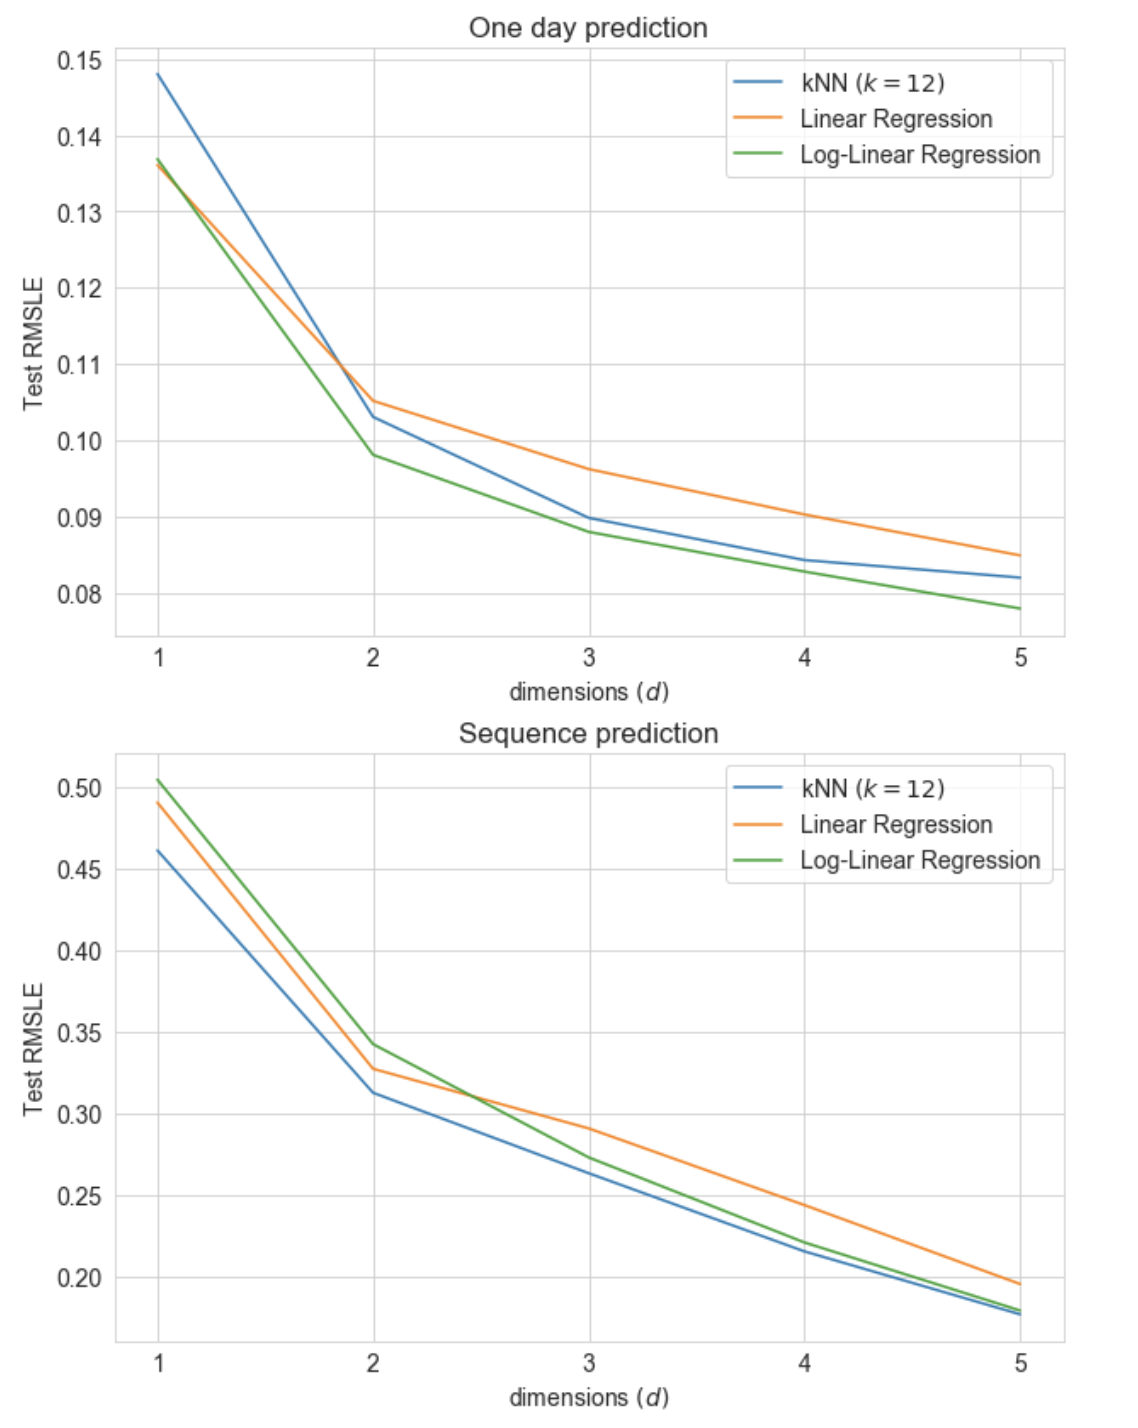 One day prediction
0.15
0.14
0.13
0.12
0.11
0.10
0.09
0.08
Test RMSLE
kNN (k = 12)
Linear Regression
Log-Linear Regression
1 2 3 4 5
dimensions (d)
Sequence prediction
0.50
0.45
0.40
0.35
0.30
0.25
0.20
Test RMSLE
kNN (k = 12)
Linear Regression
Log-Linear Regression
1 2 3 4 5
dimensions (d)